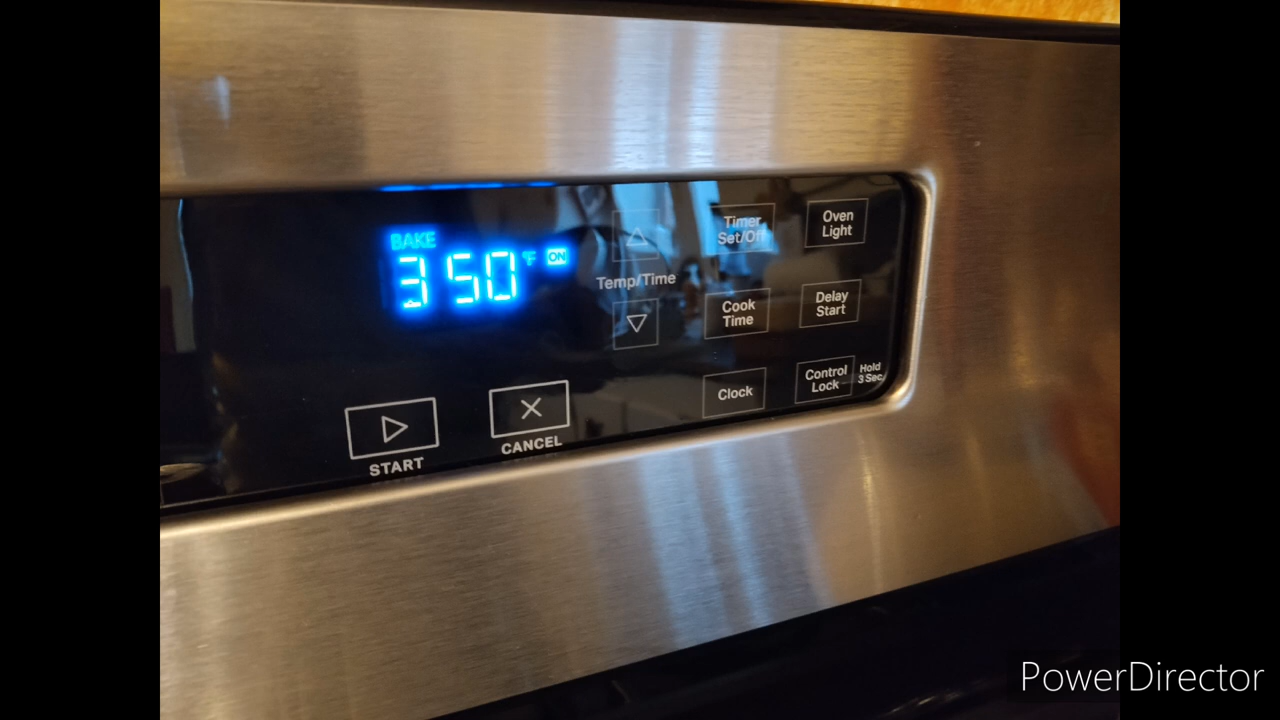 BAKE
350 °F ON
START
CANCEL
Temp/Time
Timer
Set/Off
Oven
Light
Cook
Time
Delay
Start
Clock
Control
Lock
Hold
3 Sec
PowerDirector